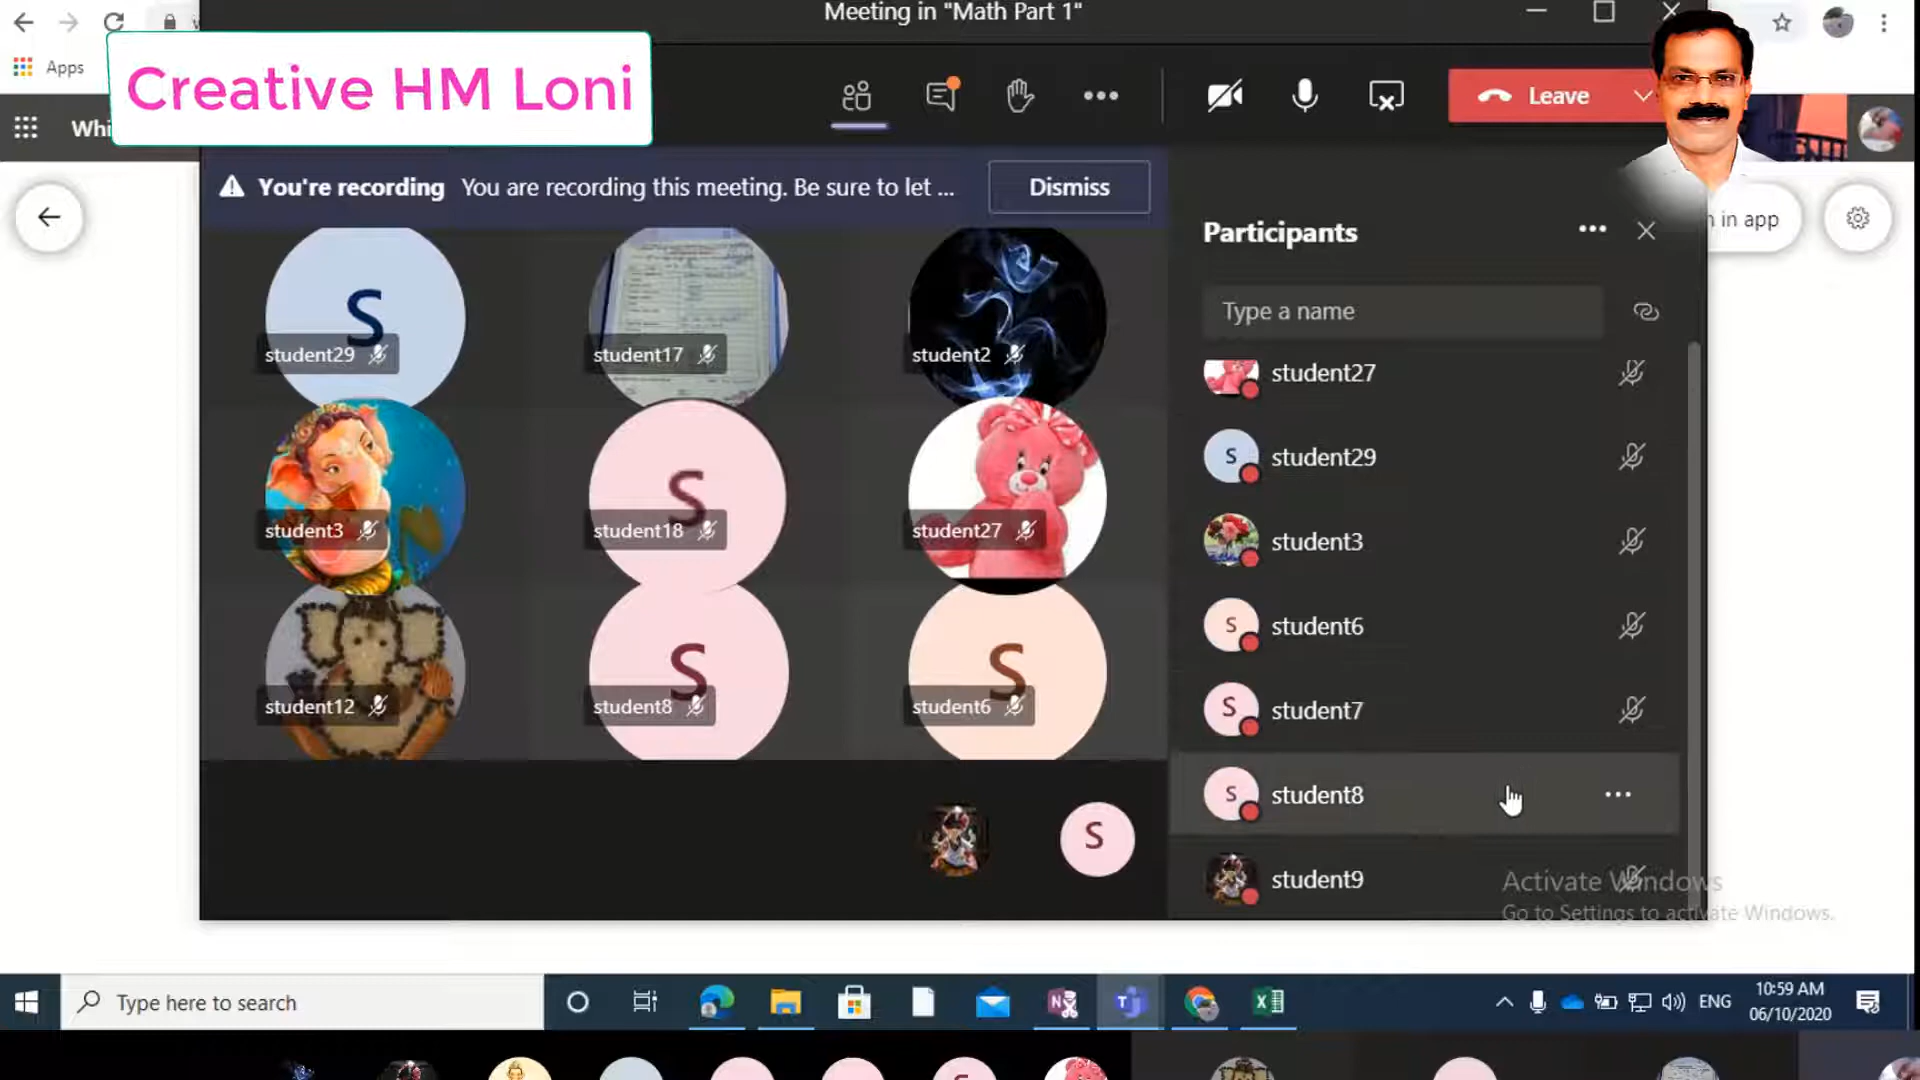 Meeting in "Math Part 1"
Apps
Creative HM Loni
Leave
Whi
You're recording You are recording this meeting. Be sure to let ...
Dismiss
n in app
Participants
Type a name
S
student29
student17
student2
student27
S student29
student3
S
student18
student27
student3
S student6
S student7
student12
S
student8
S
student6
S student8
S
student9
Activate Windows
Go to Settings to activate Windows.
Type here to search
ENG
10:59 AM
06/10/2020